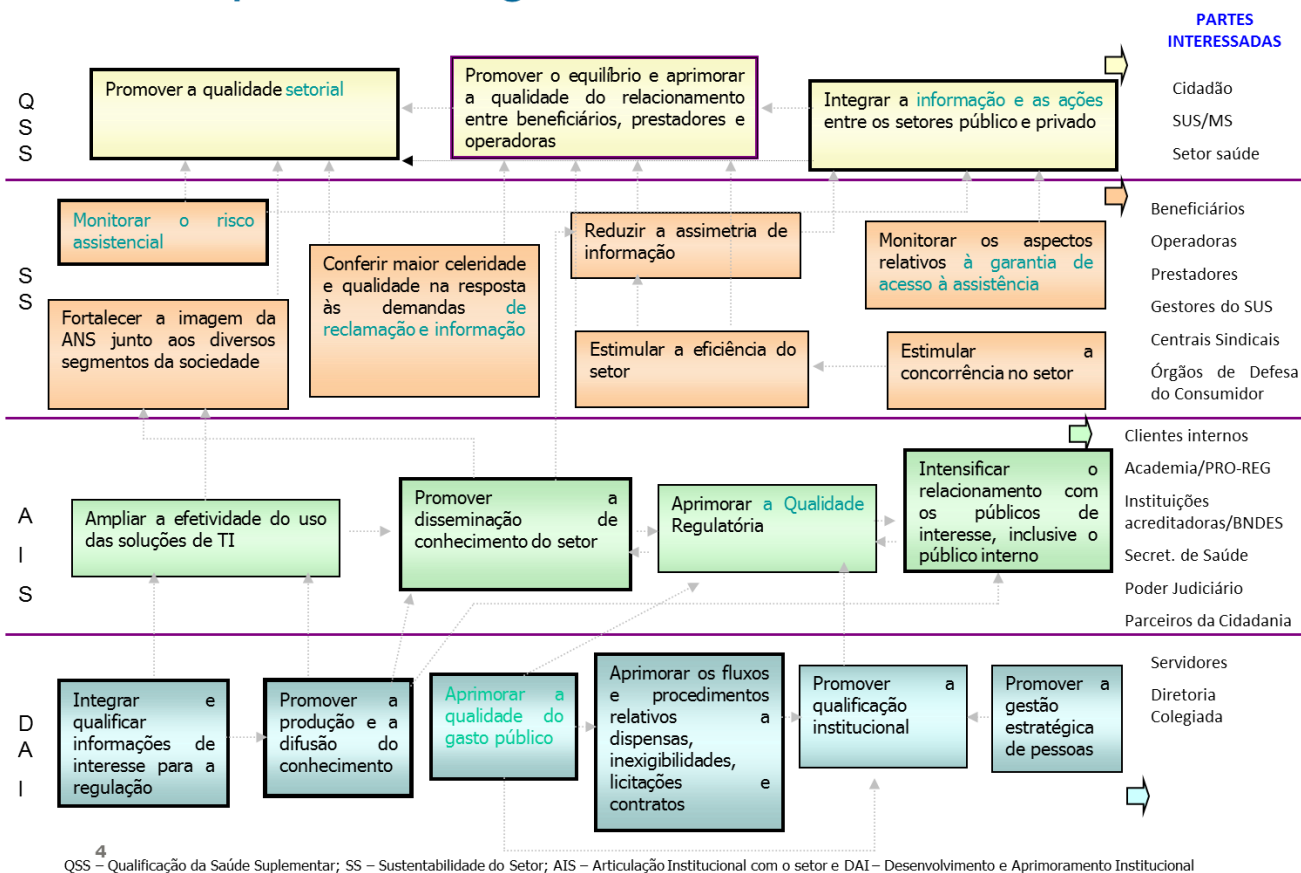 PARTES
INTERESSADAS
Q
S
S
Promover a qualidade setorial
Promover o equilíbrio e aprimorar
a qualidade do relacionamento
entre beneficiários, prestadores e
operadoras
Integrar a informação e as ações
entre os setores público e privado
Cidadão
SUS/MS
Setor saúde
S
S
Monitorar o risco
assistencial
Conferir maior celeridade
e qualidade na resposta
às demandas de
reclamação e informação
Reduzir a assimetria de
informação
Monitorar os aspectos
relativos à garantia de
acesso à assistência
Fortalecer a imagem da
ANS junto aos diversos
segmentos da sociedade
Estimular a eficiência do
setor
Estimular a
concorrência no setor
Beneficiários
Operadoras
Prestadores
Gestores do SUS
Centrais Sindicais
Órgãos de Defesa
do Consumidor
A
I
S
Ampliar a efetividade do uso
das soluções de TI
Promover a
disseminação de
conhecimento do setor
Aprimorar a Qualidade
Regulatória
Intensificar o
relacionamento com
os públicos de
interesse, inclusive o
público interno
Clientes internos
Academia/PRO-REG
Instituições
acreditadoras/BNDES
Secret. de Saúde
Poder Judiciário
Parceiros da Cidadania
D
A
I
Integrar e
qualificar
informações de
interesse para a
regulação
Promover a
produção e a
difusão do
conhecimento
Aprimorar a
qualidade do
gasto público
Aprimorar os fluxos
e procedimentos
relativos a
dispensas,
inexigibilidades,
licitações e
contratos
Promover a
qualificação
institucional
Promover a
gestão
estratégica
de pessoas
Servidores
Diretoria
Colegiada
4
QSS – Qualificação da Saúde Suplementar; SS – Sustentabilidade do Setor; AIS – Articulação Institucional com o setor e DAI – Desenvolvimento e Aprimoramento Institucional